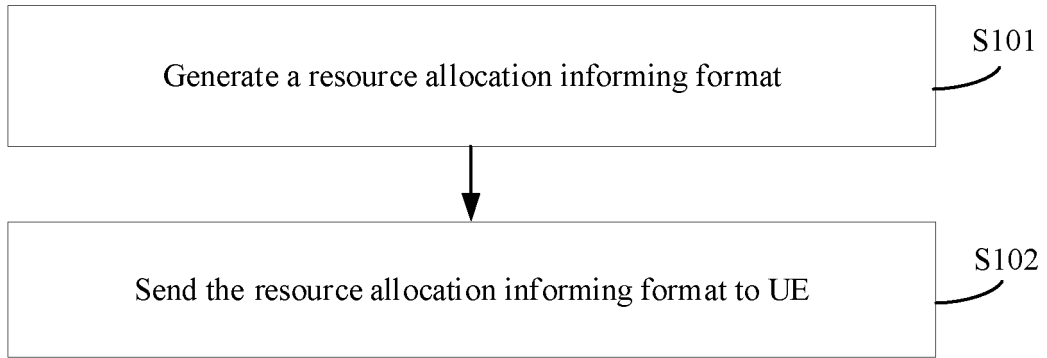 S101
Generate a resource allocation informing format
S102
Send the resource allocation informing format to UE